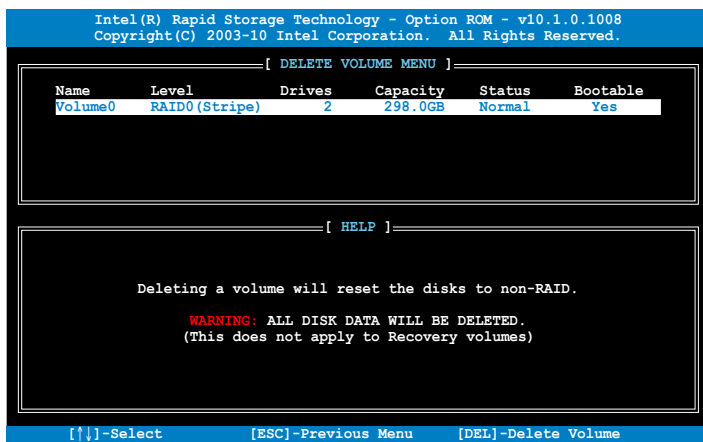 Intel(R) Rapid Storage Technology - Option ROM - v10.1.0.1008
Copyright(C) 2003-10 Intel Corporation. All Rights Reserved.
[ DELETE VOLUME MENU ]
Name Level Drives Capacity Status Bootable
Volume0 RAID0(Stripe) 2 298.0GB Normal Yes
[ HELP ]
Deleting a volume will reset the disks to non-RAID.
WARNING: ALL DISK DATA WILL BE DELETED.
(This does not apply to Recovery volumes)
[↑↓]-Select [ESC]-Previous Menu [DEL]-Delete Volume